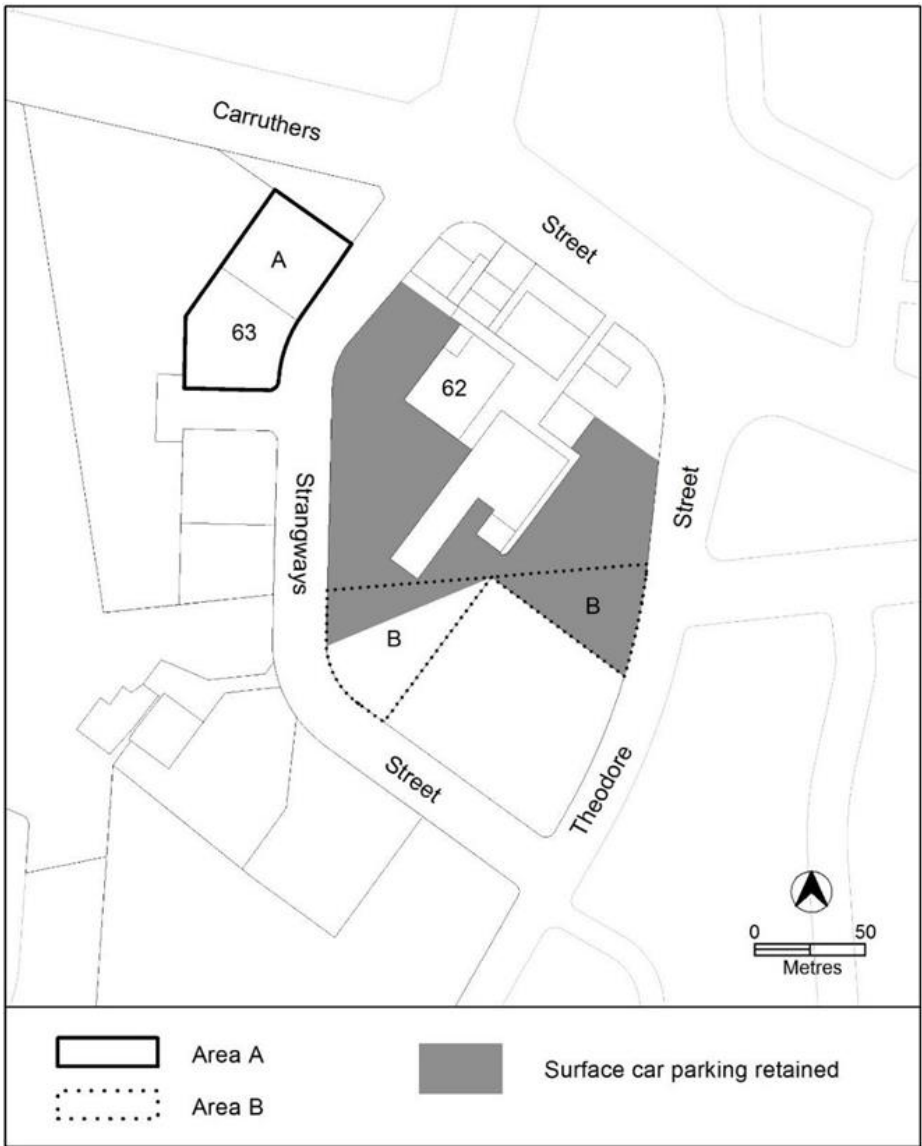 Carruthers
Street
A
63
62
Strangways
Street
B
B
Street
Theodore
0 50
Metres
Area A
Area B
Surface car parking retained